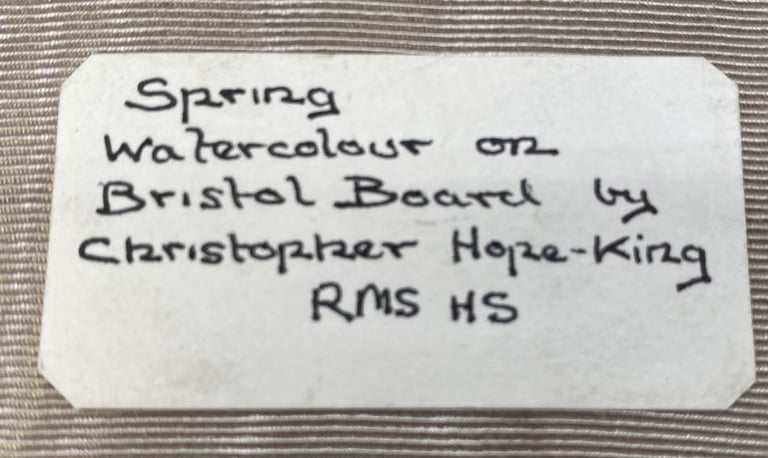 Spring
Watercolour on
Bristol Board by
Christopher Hope-King
RMS HS